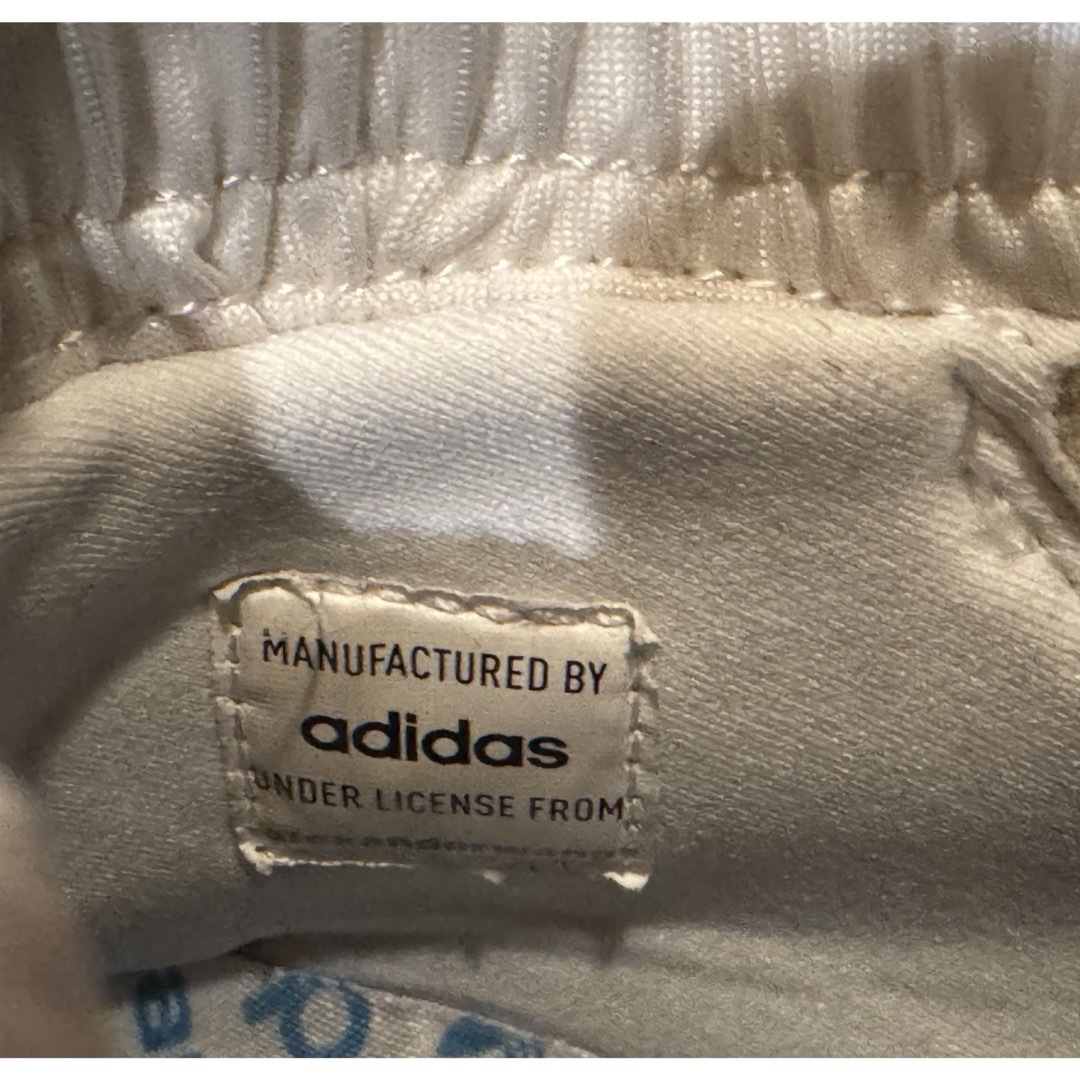 MANUFACTURED BY
adidas
UNDER LICENSE FROM